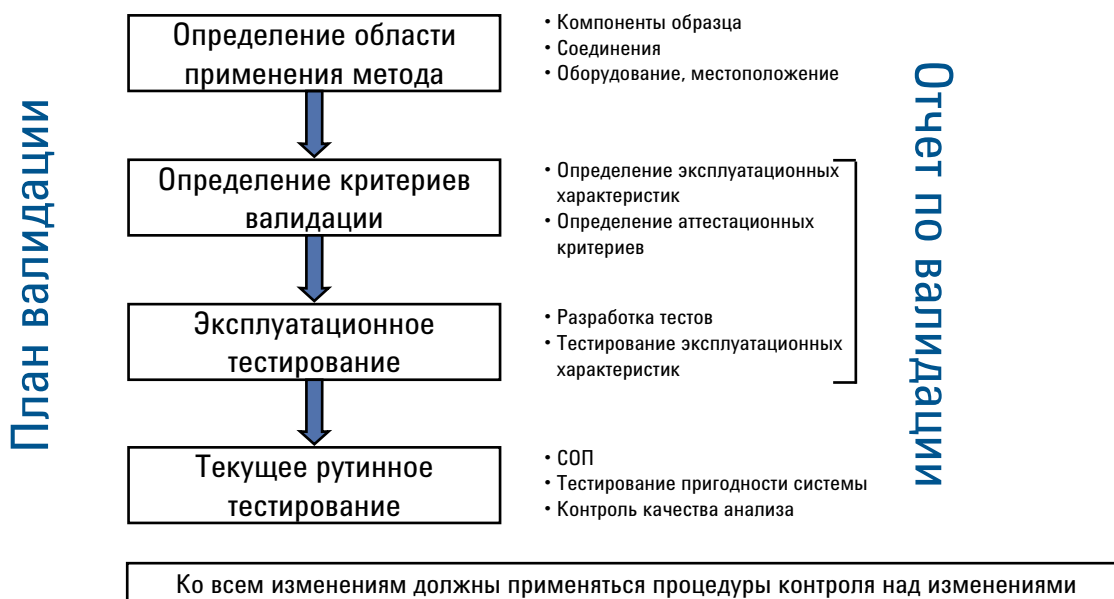 План валидации
Определение области
применения метода
• Компоненты образца
• Соединения
• Оборудование, местоположение
Определение критериев
валидации
• Определение эксплуатационных
характеристик
• Определение аттестационных
критериев
Эксплуатационное
тестирование
• Разработка тестов
• Тестирование эксплуатационных
характеристик
Текущее рутинное
тестирование
• СОП
• Тестирование пригодности системы
• Контроль качества анализа
Отчет по валидации
Ко всем изменениям должны применяться процедуры контроля над изменениями